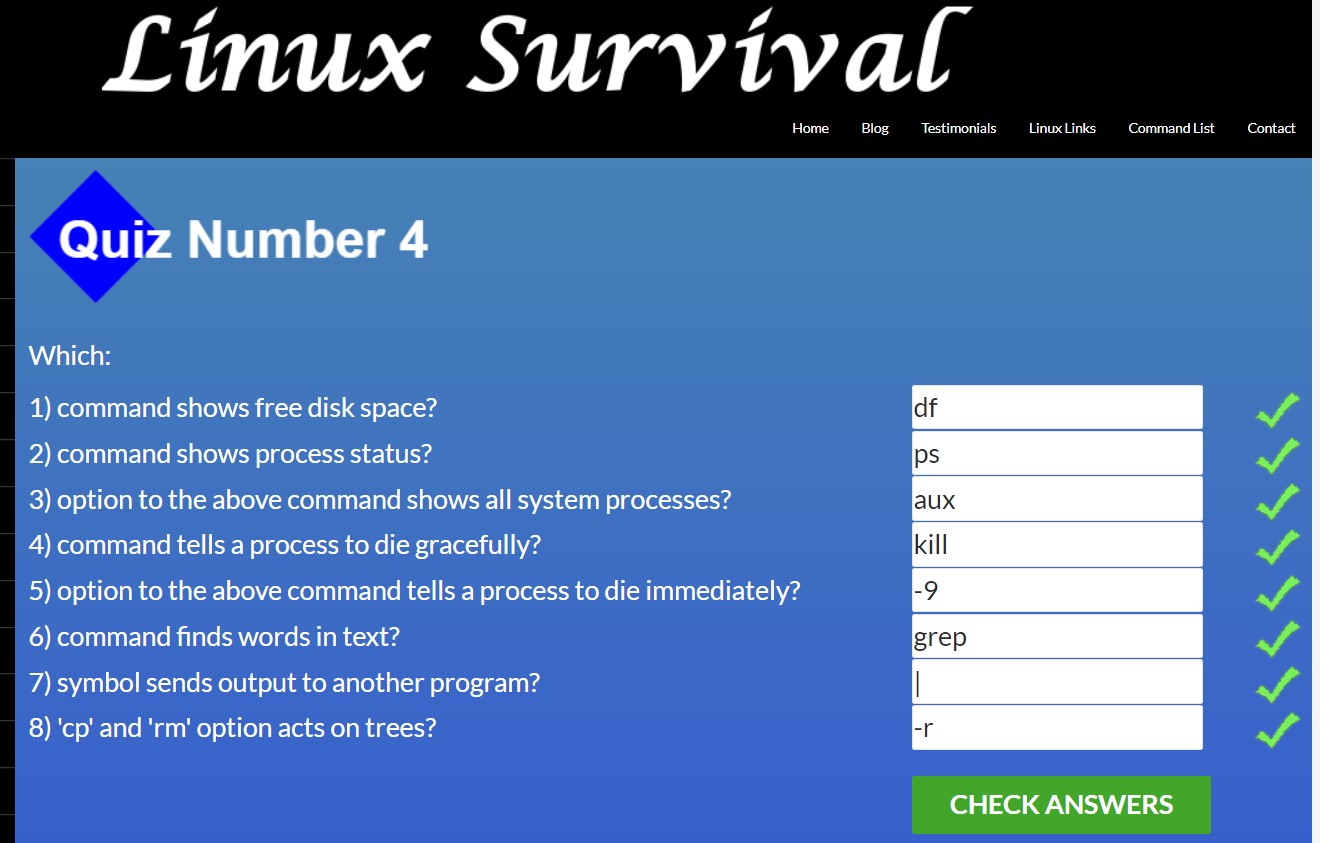 Linux Survival
Home Blog Testimonials Linux Links Command List Contact
Quiz Number 4
Which:
1) command shows free disk space? df
2) command shows process status? ps
3) option to the above command shows all system processes? aux
4) command tells a process to die gracefully? kill
5) option to the above command tells a process to die immediately? -9
6) command finds words in text? grep
7) symbol sends output to another program? |
8) 'cp' and 'rm' option acts on trees? -r
CHECK ANSWERS